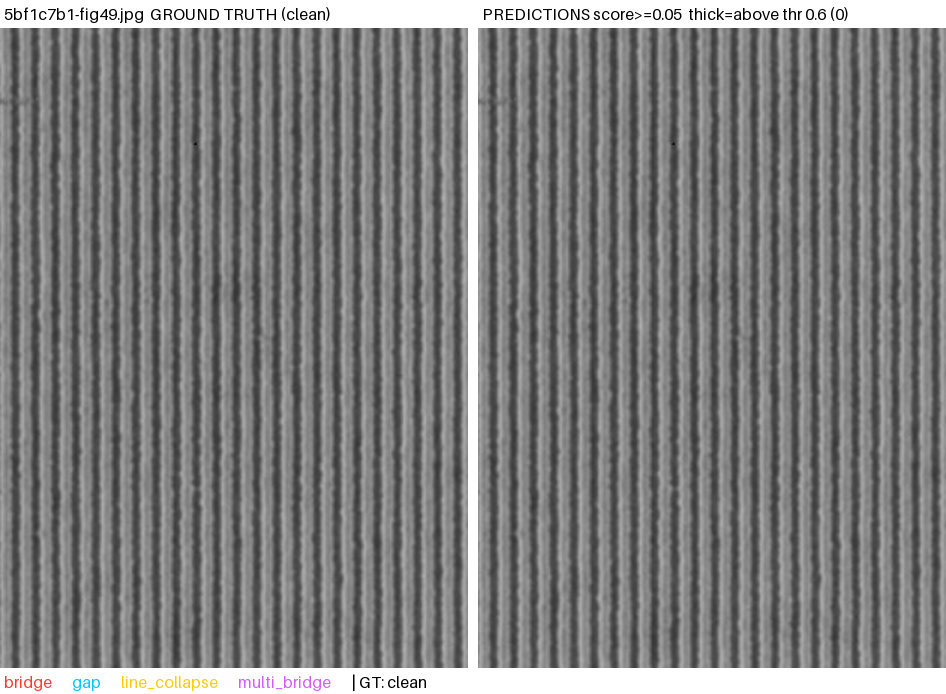 5bf1c7b1-fig49.jpg  GROUND TRUTH (clean)
PREDICTIONS score>=0.05  thick=above thr 0.6 (0)
bridge gap line_collapse multi_bridge | GT: clean